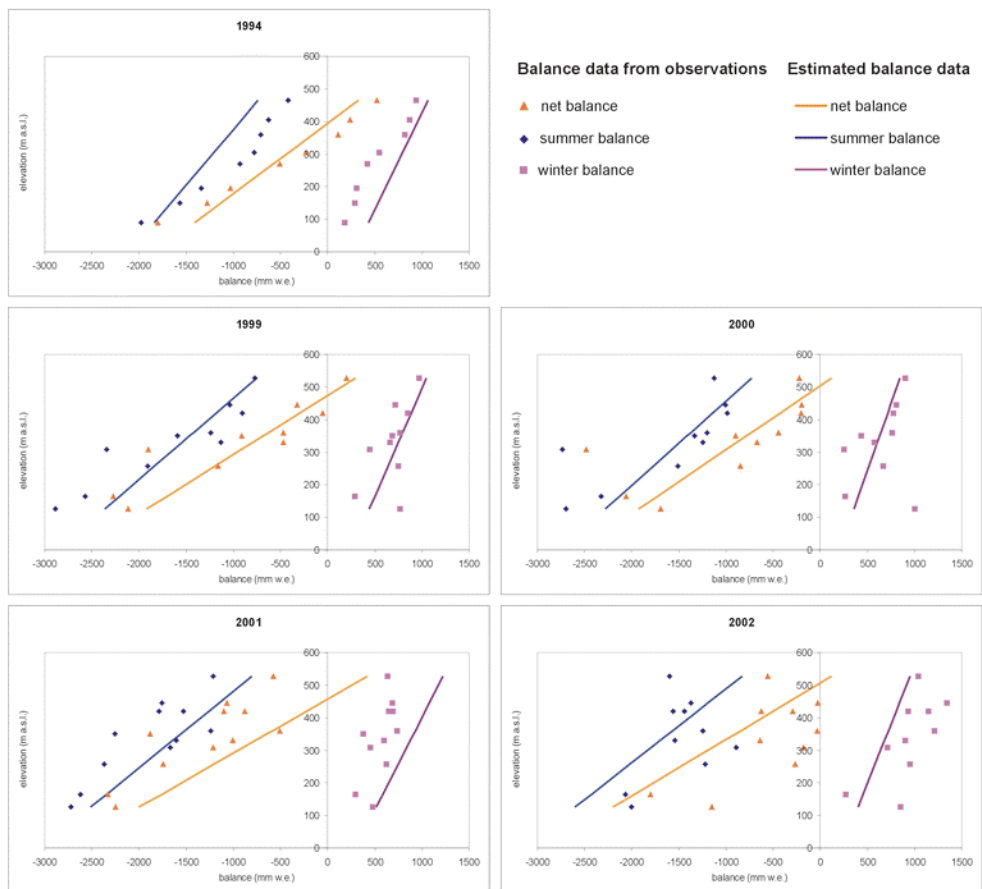 1994
600
500
400
300
200
100
0
elevation (m a.s.l.)
-3000 -2500 -2000 -1500 -1000 -500 0 500 1000 1500
balance (mm w.e.)
Balance data from observations Estimated balance data
net balance net balance
summer balance summer balance
winter balance winter balance
1999
600
500
400
300
200
100
0
elevation (m a.s.l.)
-3000 -2500 -2000 -1500 -1000 -500 0 500 1000 1500
balance (mm w.e.)
2000
600
500
400
300
200
100
0
elevation (m a.s.l.)
-3000 -2500 -2000 -1500 -1000 -500 0 500 1000 1500
balance (mm w.e.)
2001
600
500
400
300
200
100
0
elevation (m a.s.l.)
-3000 -2500 -2000 -1500 -1000 -500 0 500 1000 1500
balance (mm w.e.)
2002
600
500
400
300
200
100
0
elevation (m a.s.l.)
-3000 -2500 -2000 -1500 -1000 -500 0 500 1000 1500
balance (mm w.e.)